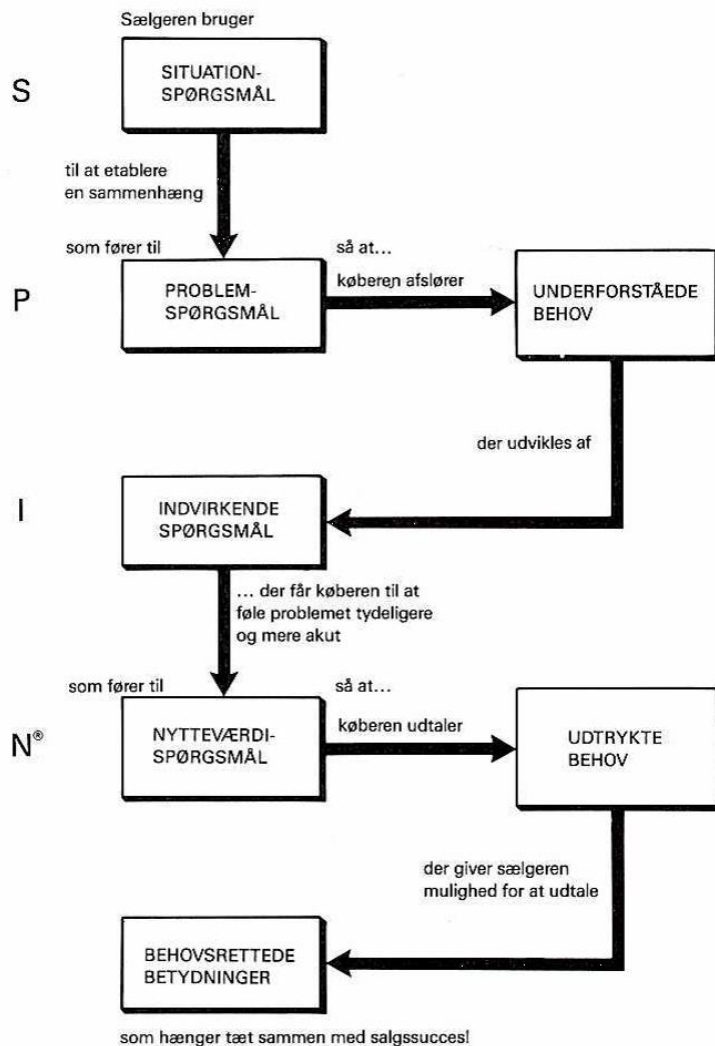 Sælgeren bruger
S
SITUATION-
SPØRGSMÅL
til at etablere
en sammenhæng
som fører til
så at...
P
PROBLEM-
SPØRGSMÅL
køberen afslører
UNDERFORSTÅEDE
BEHOV
der udvikles af
I
INDVIRKENDE
SPØRGSMÅL
... der får køberen til at
føle problemet tydeligere
og mere akut
som fører til
så at...
N®
NYTTEVÆRDI-
SPØRGSMÅL
køberen udtaler
UDTRYKTE
BEHOV
der giver sælgeren
mulighed for at udtale
BEHOVSRETTEDE
BETYDNINGER
som hænger tæt sammen med salgssucces!